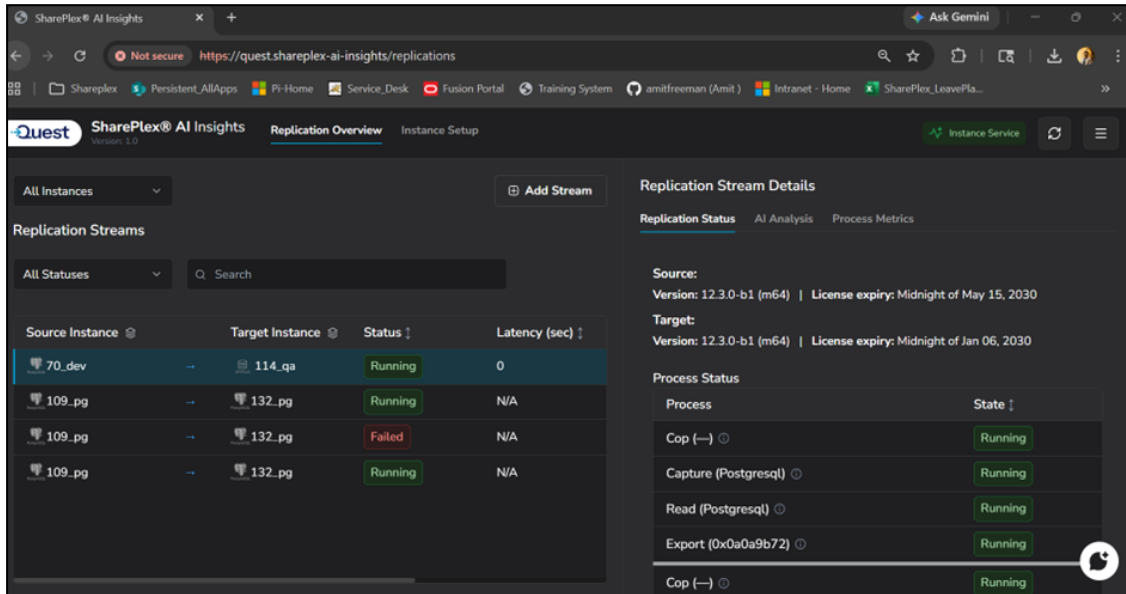 SharePlex® AI Insights
Ask Gemini
Not secure https://quest.shareplex-ai-insights/replications
Shareplex Persistent_AllApps Pi-Home Service_Desk Fusion Portal Training System amitfreeman (Amit ) Intranet - Home SharePlex_LeavePla...
Quest SharePlex® AI Insights Replication Overview Instance Setup Instance Service
Version: 1.0
All Instances
Add Stream
Replication Streams
All Statuses
Search
Source Instance Target Instance Status Latency (sec)
70_dev → 114_qa Running 0
109_pg → 132_pg Running N/A
109_pg → 132_pg Failed N/A
109_pg → 132_pg Running N/A
Replication Stream Details
Replication Status AI Analysis Process Metrics
Source:
Version: 12.3.0-b1 (m64) | License expiry: Midnight of May 15, 2030
Target:
Version: 12.3.0-b1 (m64) | License expiry: Midnight of Jan 06, 2030
Process Status
Process State
Cop (—) Running
Capture (Postgresql) Running
Read (Postgresql) Running
Export (0x0a0a9b72) Running
Cop (—) Running